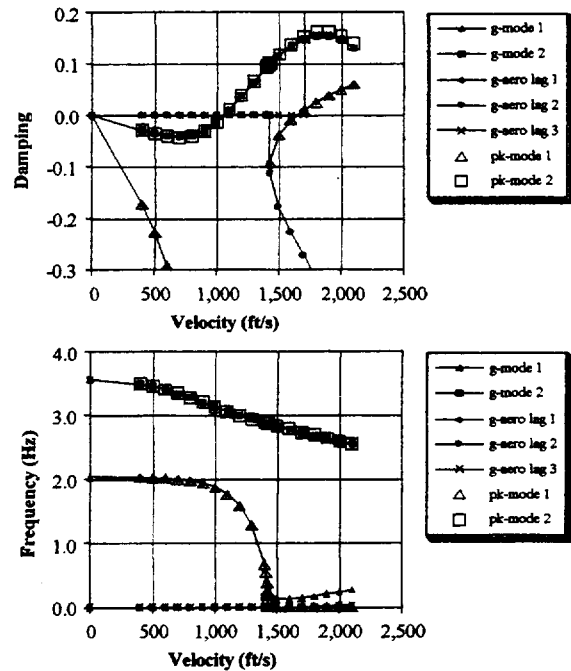 0.2
0.1
0.0
-0.1
-0.2
-0.3
Damping
0 500 1,000 1,500 2,000 2,500
Velocity (ft/s)
g-mode 1
g-mode 2
g-aero lag 1
g-aero lag 2
g-aero lag 3
pk-mode 1
pk-mode 2
4.0
3.0
2.0
1.0
0.0
Frequency (Hz)
0 500 1,000 1,500 2,000 2,500
Velocity (ft/s)
g-mode 1
g-mode 2
g-aero lag 1
g-aero lag 2
g-aero lag 3
pk-mode 1
pk-mode 2